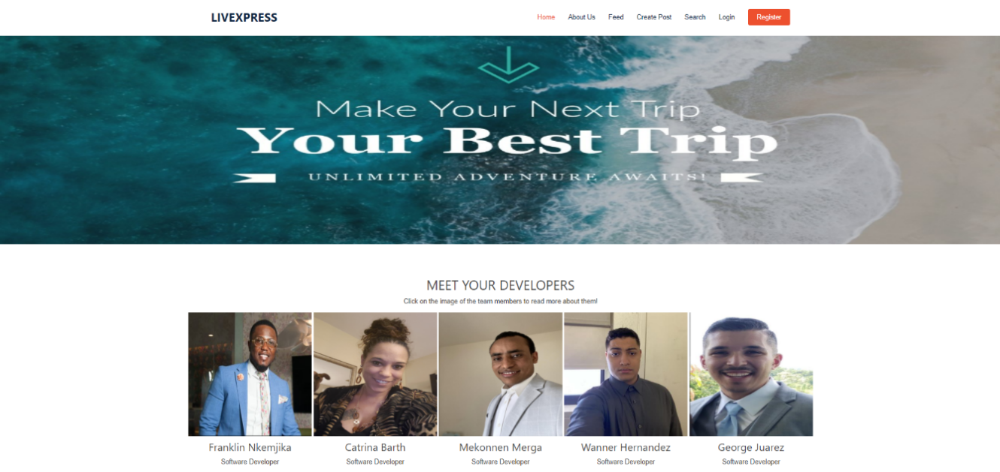 LIVEXPRESS Home About Us Feed Create Post Search Login Register
Make Your Next Trip
Your Best Trip
UNLIMITED ADVENTURE AWAITS!
MEET YOUR DEVELOPERS
Click on the image of the team members to read more about them!
Franklin Nkemjika Catrina Barth Mekonnen Merga Wanner Hernandez George Juarez
Software Developer Software Developer Software Developer Software Developer Software Developer